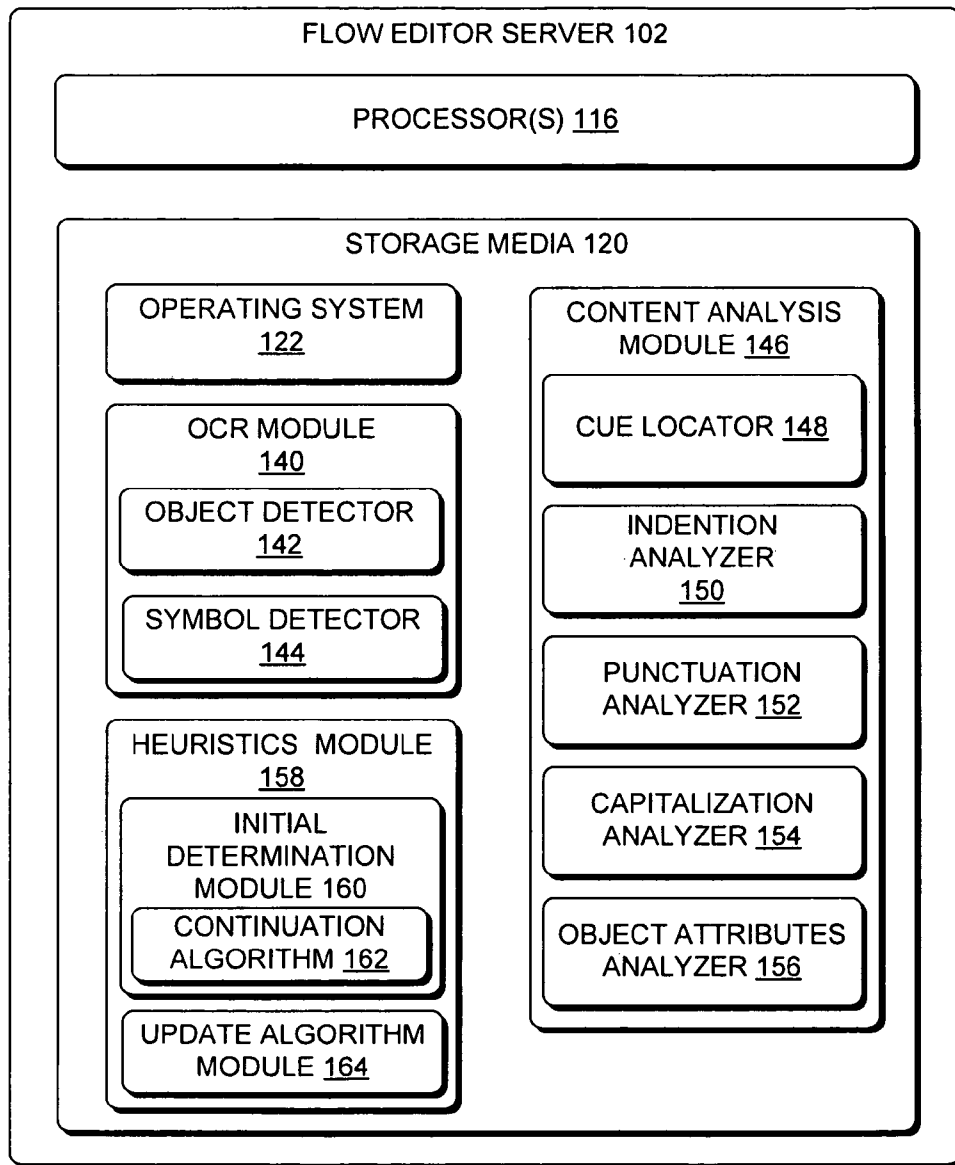 FLOW EDITOR SERVER 102
PROCESSOR(S) 116
STORAGE MEDIA 120
OPERATING SYSTEM
122
OCR MODULE
140
OBJECT DETECTOR
142
SYMBOL DETECTOR
144
HEURISTICS MODULE
158
INITIAL
DETERMINATION
MODULE 160
CONTINUATION
ALGORITHM 162
UPDATE ALGORITHM
MODULE 164
CONTENT ANALYSIS
MODULE 146
CUE LOCATOR 148
INDENTION
ANALYZER
150
PUNCTUATION
ANALYZER 152
CAPITALIZATION
ANALYZER 154
OBJECT ATTRIBUTES
ANALYZER 156